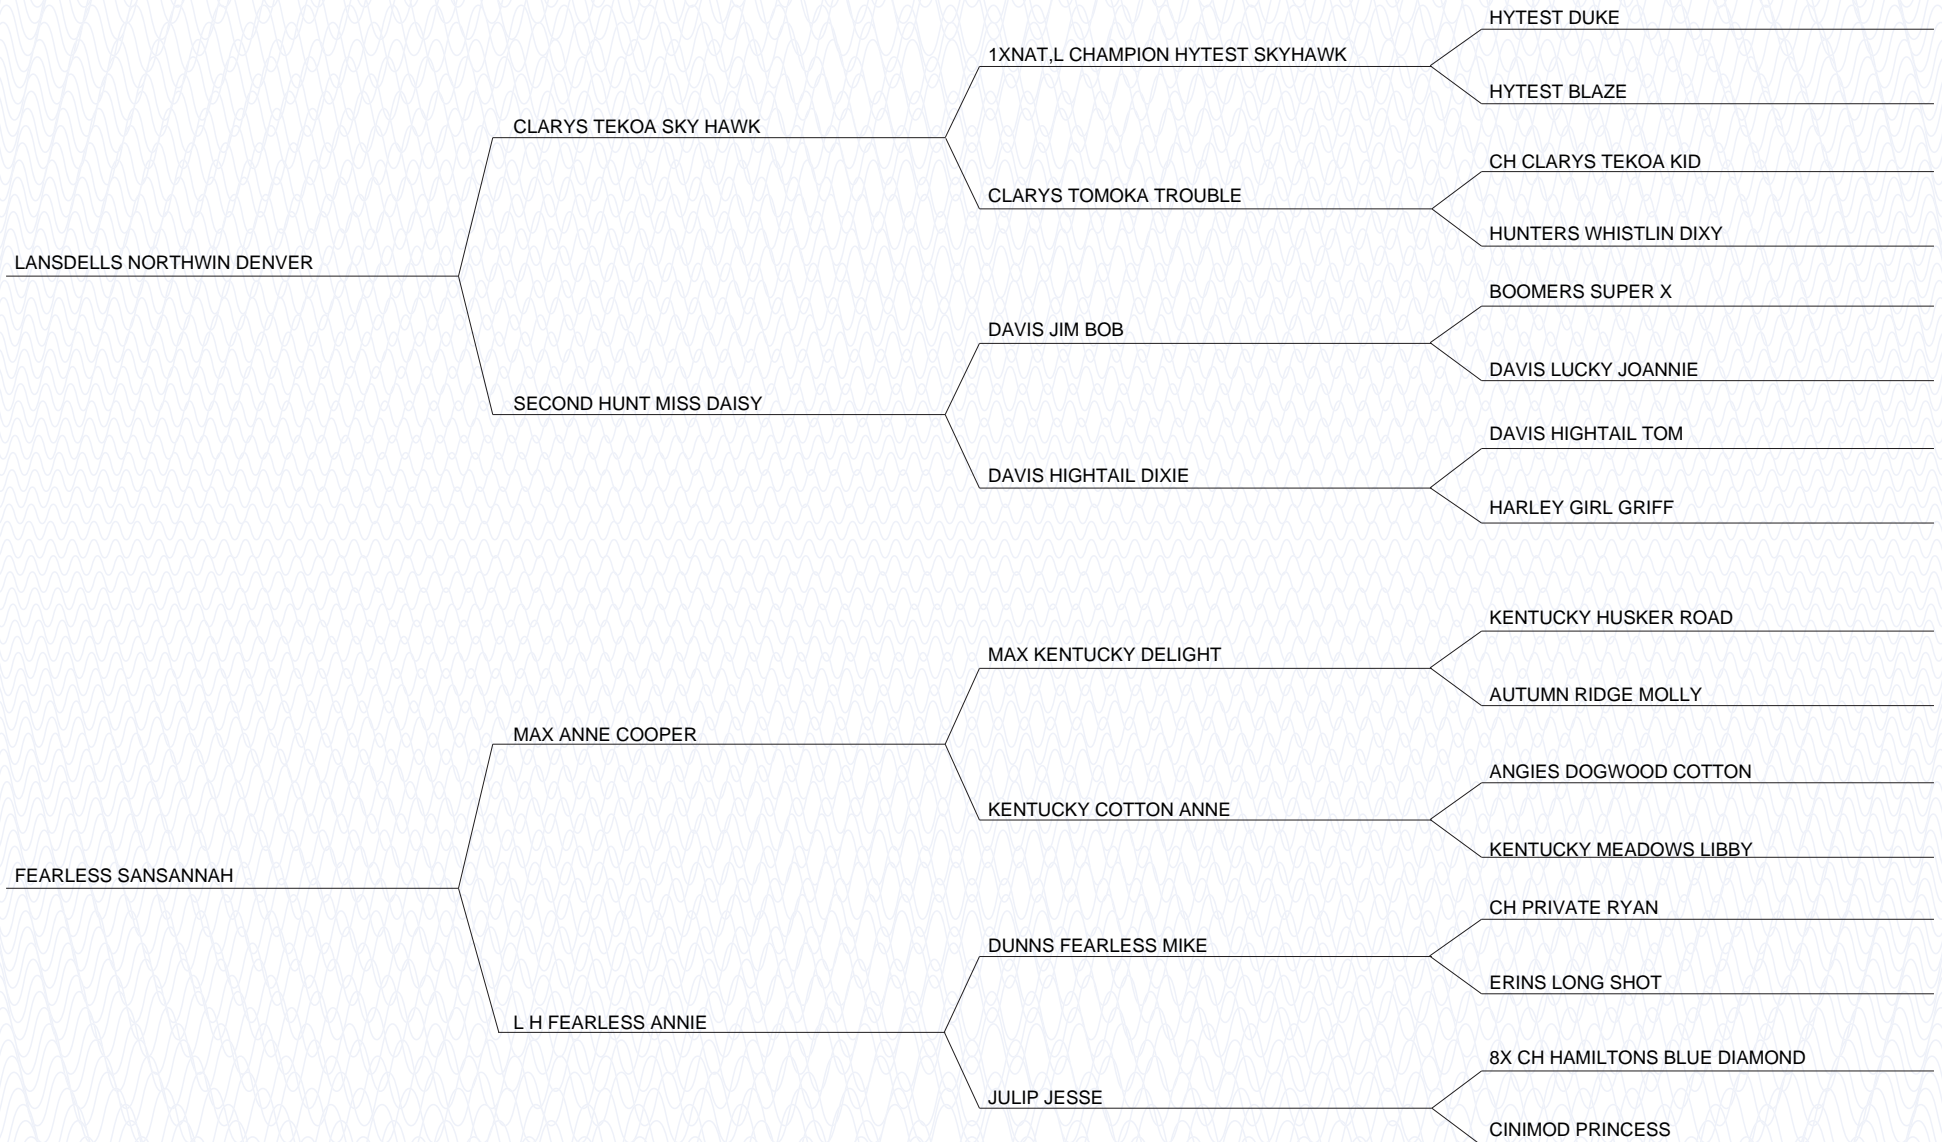 HYTEST DUKE
1XNAT,L CHAMPION HYTEST SKYHAWK
HYTEST BLAZE
CLARYS TEKOA SKY HAWK
CH CLARYS TEKOA KID
CLARYS TOMOKA TROUBLE
HUNTERS WHISTLIN DIXY
LANSDELLS NORTHWIN DENVER
BOOMERS SUPER X
DAVIS JIM BOB
DAVIS LUCKY JOANNIE
SECOND HUNT MISS DAISY
DAVIS HIGHTAIL TOM
DAVIS HIGHTAIL DIXIE
HARLEY GIRL GRIFF
KENTUCKY HUSKER ROAD
MAX KENTUCKY DELIGHT
AUTUMN RIDGE MOLLY
MAX ANNE COOPER
ANGIES DOGWOOD COTTON
KENTUCKY COTTON ANNE
KENTUCKY MEADOWS LIBBY
FEARLESS SANSANNAH
CH PRIVATE RYAN
DUNNS FEARLESS MIKE
ERINS LONG SHOT
L H FEARLESS ANNIE
8X CH HAMILTONS BLUE DIAMOND
JULIP JESSE
CINIMOD PRINCESS